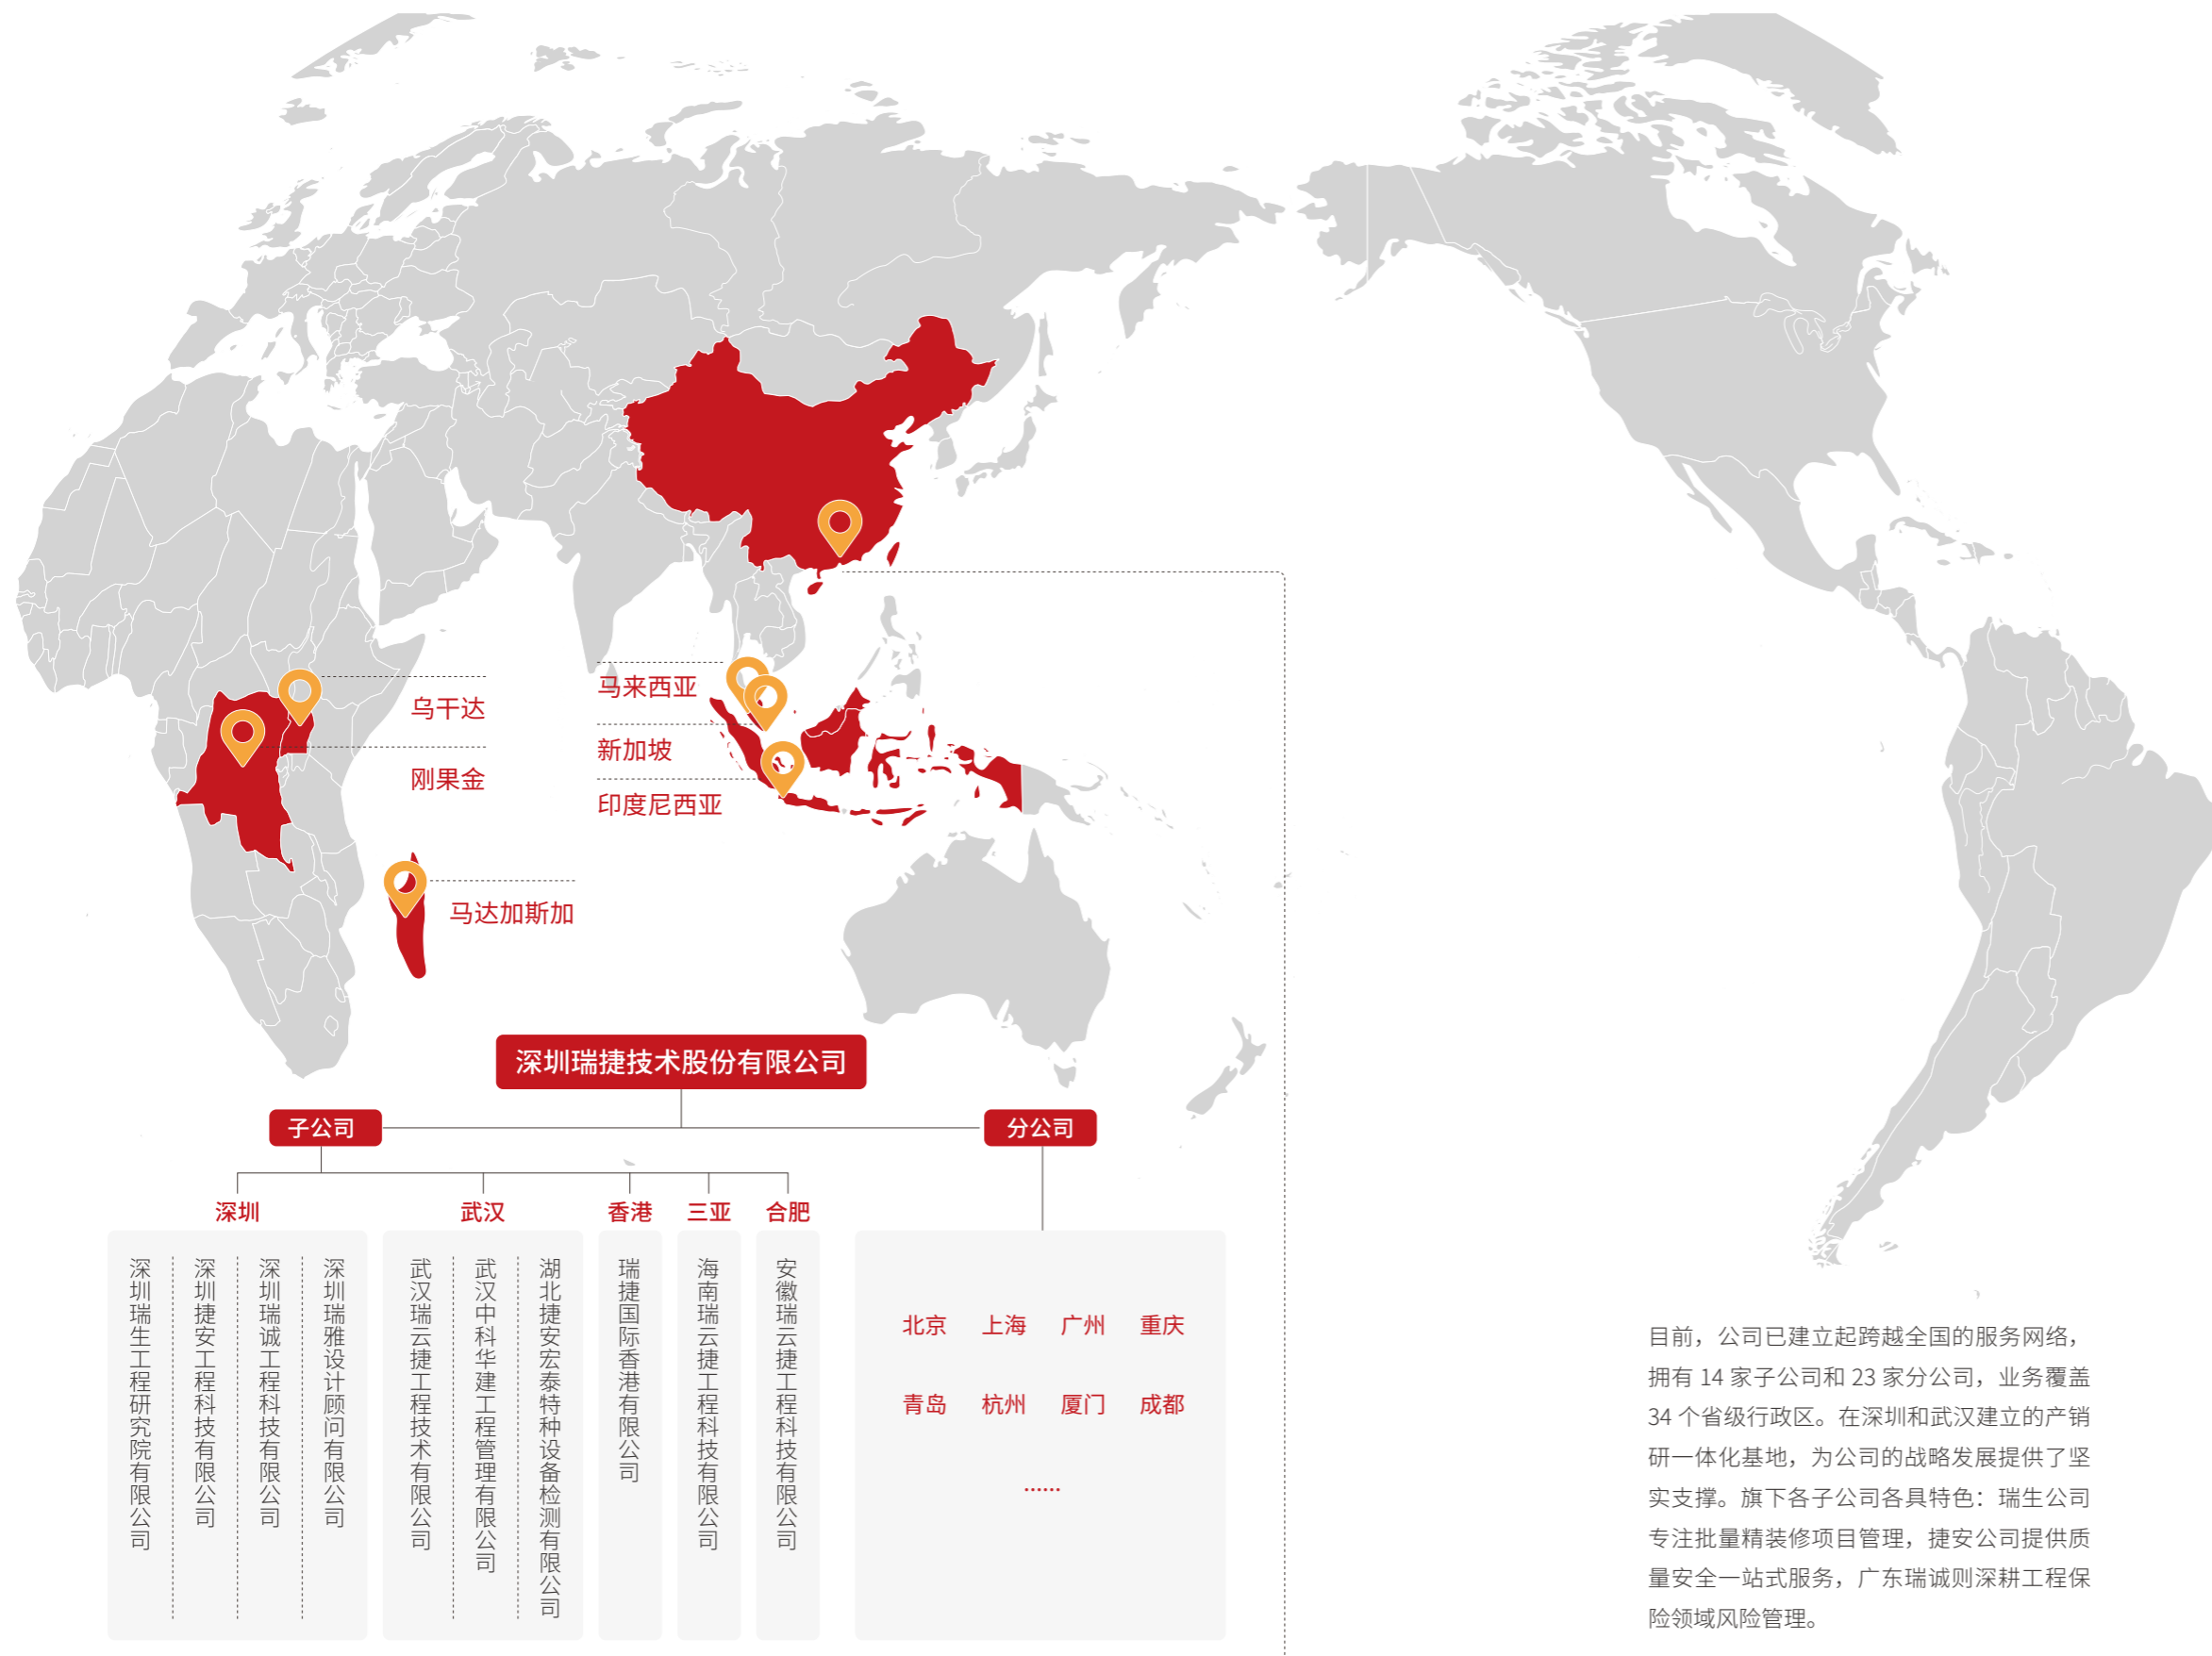 乌干达
刚果金
马来西亚
新加坡
印度尼西亚
马达加斯加
深圳瑞捷技术股份有限公司
子公司
分公司
深圳
武汉
香港
三亚
合肥
深圳瑞生工程研究院有限公司
深圳捷安工程科技有限公司
深圳瑞诚工程科技有限公司
深圳瑞雅设计顾问有限公司
武汉瑞云捷工程技术有限公司
武汉中科华建工程管理有限公司
湖北捷安宏泰特种设备检测有限公司
瑞捷国际香港有限公司
海南瑞云捷工程科技有限公司
安徽瑞云捷工程科技有限公司
北京 上海 广州 重庆
青岛 杭州 厦门 成都
······
目前，公司已建立起跨越全国的服务网络，
拥有 14 家子公司和 23 家分公司，业务覆盖
34 个省级行政区。在深圳和武汉建立的产销
研一体化基地，为公司的战略发展提供了坚
实支撑。旗下各子公司各具特色：瑞生公司
专注批量精装修项目管理，捷安公司提供质
量安全一站式服务，广东瑞诚则深耕工程保
险领域风险管理。